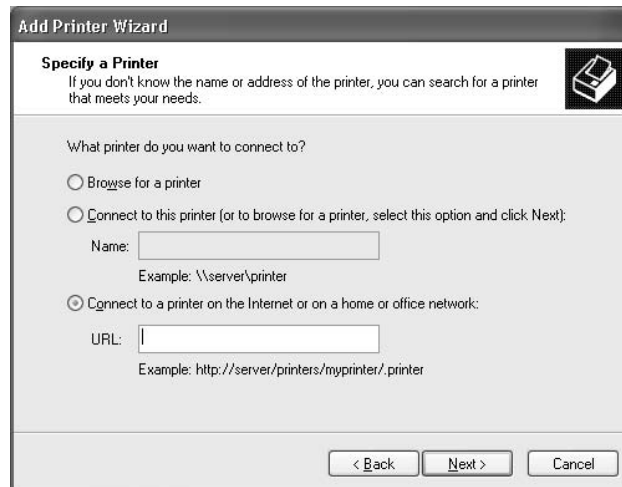 Add Printer Wizard
Specify a Printer
If you don't know the name or address of the printer, you can search for a printer
that meets your needs.
What printer do you want to connect to?
Browse for a printer
Connect to this printer (or to browse for a printer, select this option and click Next):
Name:
Example: \\server\printer
Connect to a printer on the Internet or on a home or office network:
URL:
Example: http://server/printers/myprinter/.printer
< Back Next > Cancel